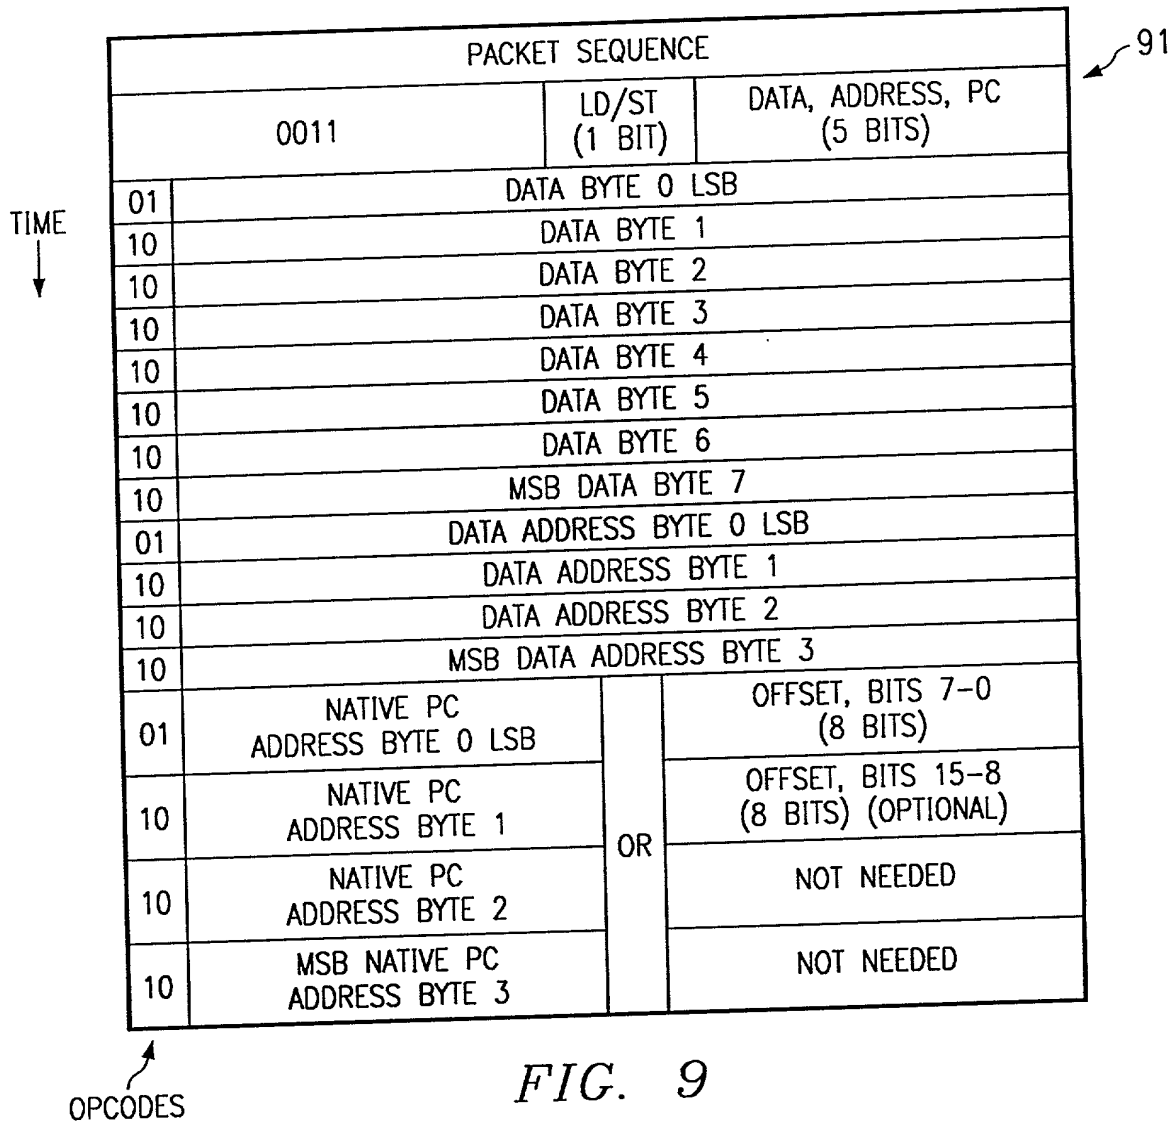 PACKET SEQUENCE
91
0011
LD/ST
(1 BIT)
DATA, ADDRESS, PC
(5 BITS)
TIME
01
DATA BYTE 0 LSB
10
DATA BYTE 1
10
DATA BYTE 2
10
DATA BYTE 3
10
DATA BYTE 4
10
DATA BYTE 5
10
DATA BYTE 6
10
MSB DATA BYTE 7
01
DATA ADDRESS BYTE 0 LSB
10
DATA ADDRESS BYTE 1
10
DATA ADDRESS BYTE 2
10
MSB DATA ADDRESS BYTE 3
01
NATIVE PC
ADDRESS BYTE 0 LSB
OFFSET, BITS 7-0
(8 BITS)
10
NATIVE PC
ADDRESS BYTE 1
OFFSET, BITS 15-8
(8 BITS) (OPTIONAL)
OR
10
NATIVE PC
ADDRESS BYTE 2
NOT NEEDED
10
MSB NATIVE PC
ADDRESS BYTE 3
NOT NEEDED
OPCODES
FIG. 9